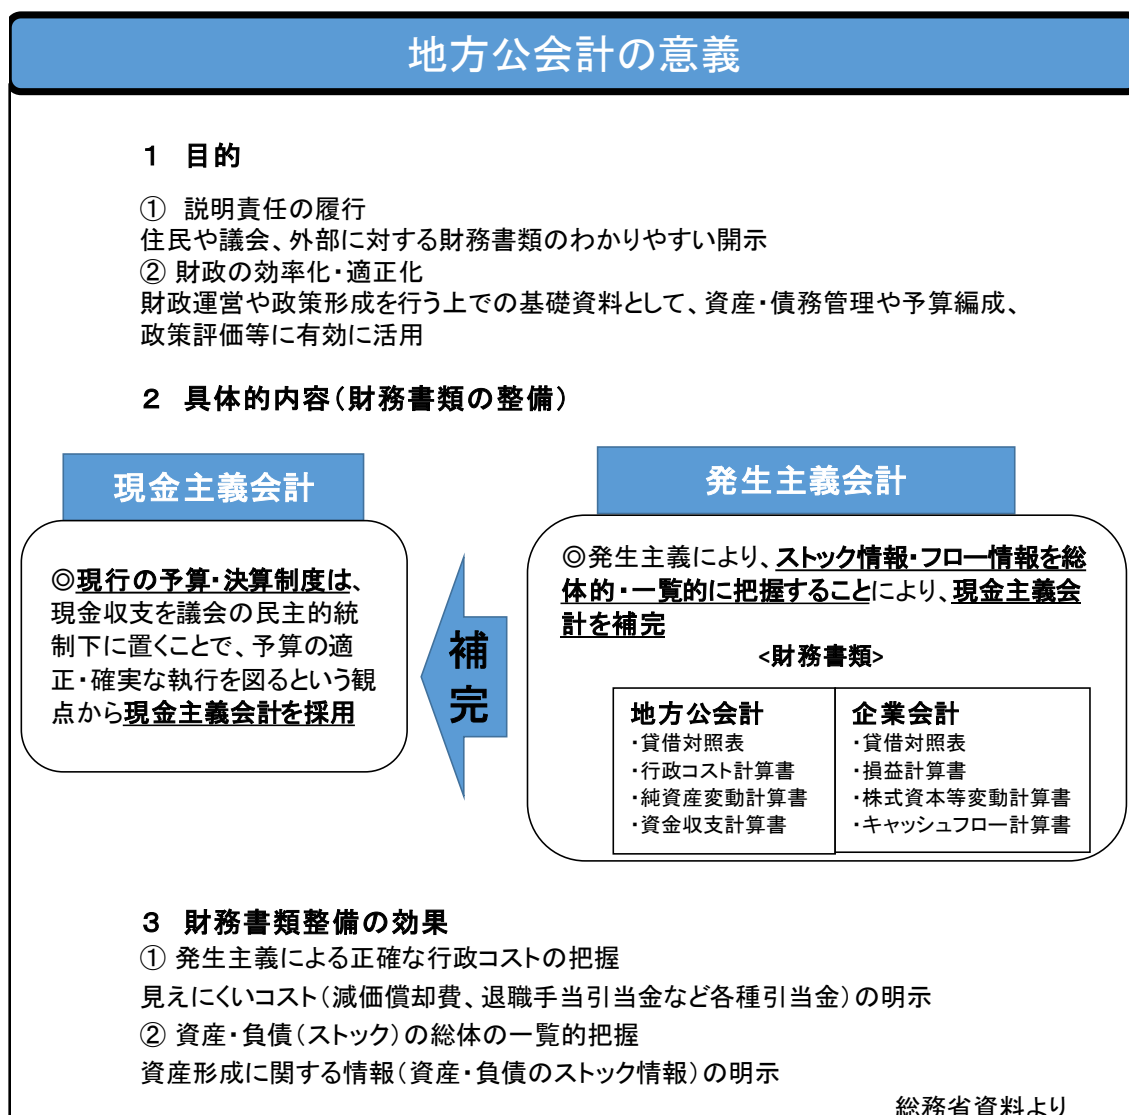 地方公会計の意義
１　目的
①　説明責任の履行
住民や議会、外部に対する財務書類のわかりやすい開示
② 財政の効率化・適正化
財政運営や政策形成を行う上での基礎資料として、資産・債務管理や予算編成、
政策評価等に有効に活用
２　具体的内容（財務書類の整備）
現金主義会計
◎現行の予算・決算制度は、
現金収支を議会の民主的統
制下に置くことで、予算の適
正・確実な執行を図るという観
点から現金主義会計を採用
補
完
発生主義会計
◎発生主義により、ストック情報・フロー情報を総
体的・一覧的に把握することにより、現金主義会
計を補完
<財務書類>
地方公会計
・貸借対照表
・行政コスト計算書
・純資産変動計算書
・資金収支計算書
企業会計
・貸借対照表
・損益計算書
・株式資本等変動計算書
・キャッシュフロー計算書
３　財務書類整備の効果
① 発生主義による正確な行政コストの把握
見えにくいコスト（減価償却費、退職手当引当金など各種引当金）の明示
② 資産・負債（ストック）の総体の一覧的把握
資産形成に関する情報（資産・負債のストック情報）の明示
総務省資料より